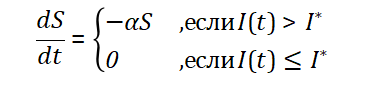 dS/dt = { −αS ,если I(t) > I*
0 ,если I(t) ≤ I*